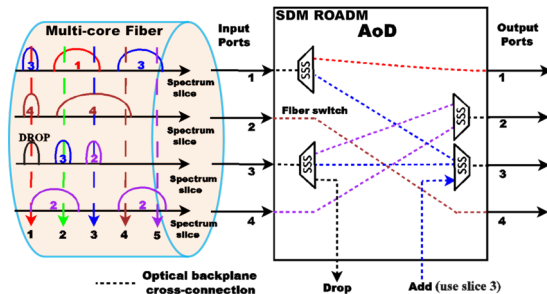 Multi-core Fiber
Input
Ports
SDM ROADM
AoD
Output
Ports
3
1
3
Spectrum
slice
1
SSS
1
4
4
Spectrum
slice
2
Fiber switch
SSS
2
DROP
3
2
Spectrum
slice
3
SSS
SSS
3
2
2
Spectrum
slice
4
4
1
2
3
4
5
Optical backplane
cross-connection
Drop
Add (use slice 3)